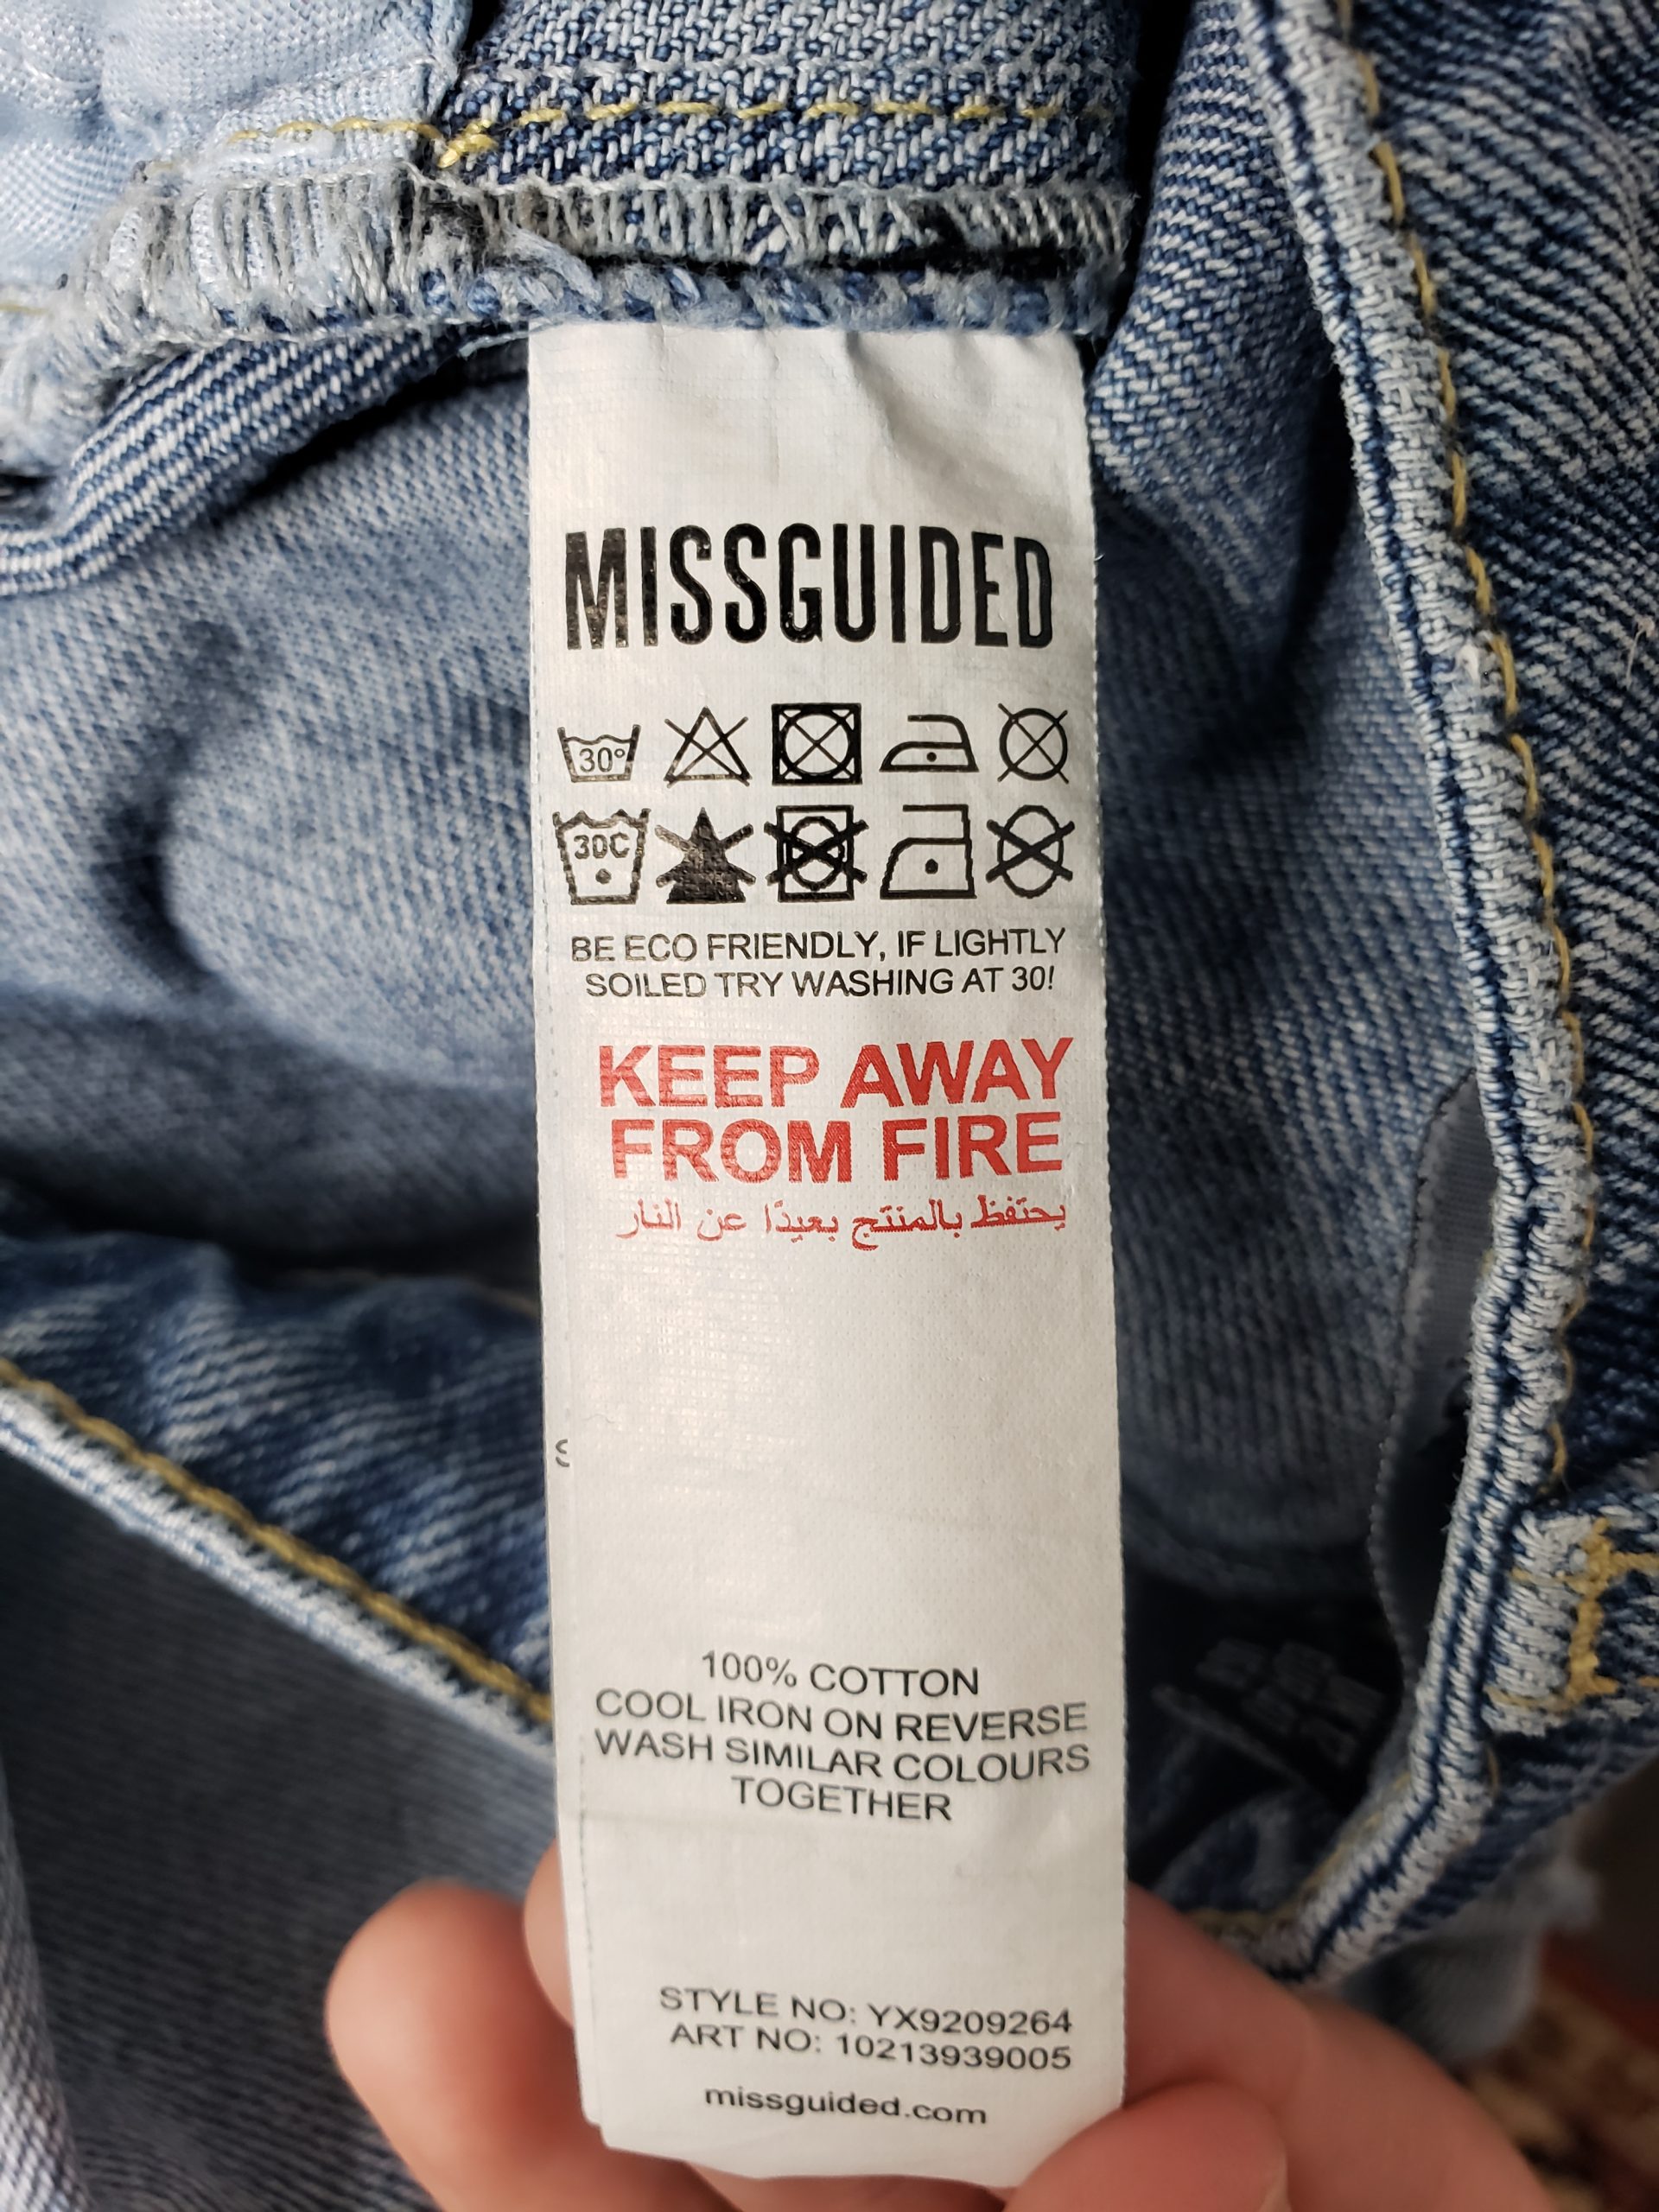 MISSGUIDED
30°
30C
BE ECO FRIENDLY, IF LIGHTLY
SOILED TRY WASHING AT 30!
KEEP AWAY
FROM FIRE
يحتفظ بالمنتج بعيدًا عن النار
S
100% COTTON
COOL IRON ON REVERSE
WASH SIMILAR COLOURS
TOGETHER
STYLE NO: YX9209264
ART NO: 10213939005
missguided.com